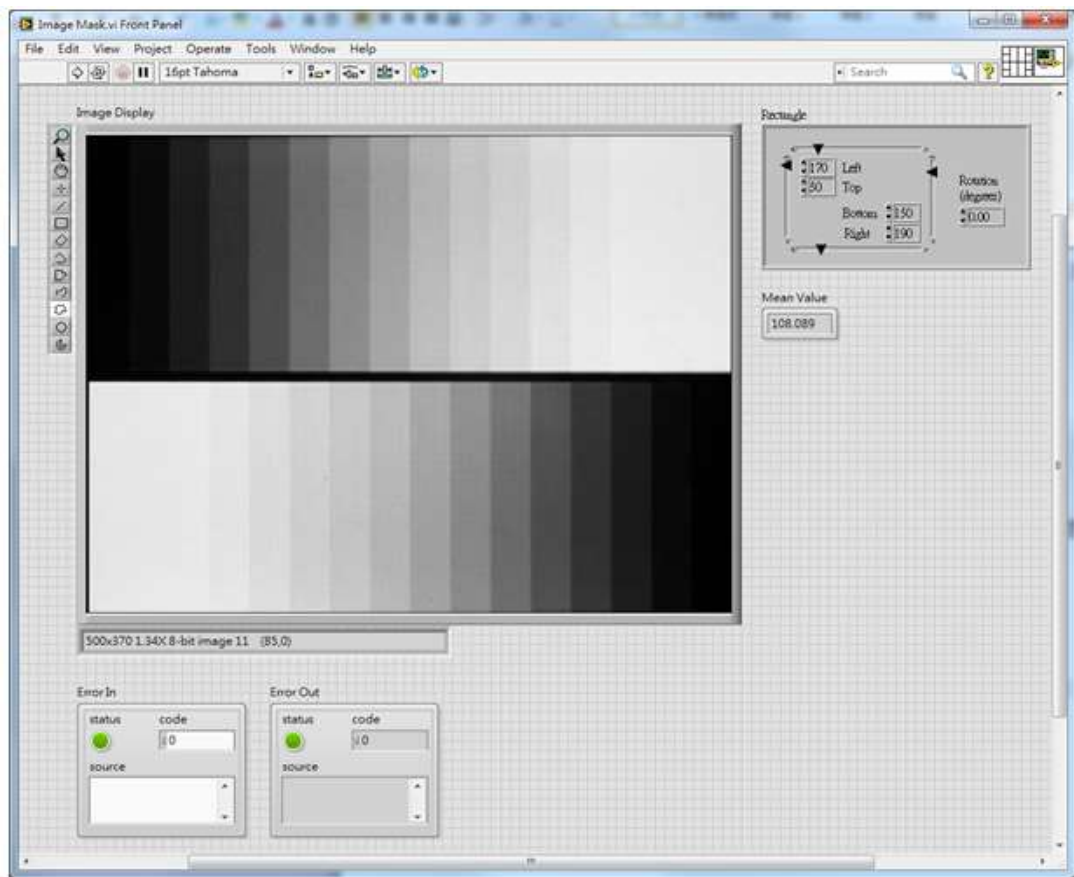 Image Mask.vi Front Panel
File Edit View Project Operate Tools Window Help
16pt Tahoma
Search
Image Display
Rectangle
170 Left
50 Top
Bottom 150
Right 190
Rotation
(degrees)
0.00
Mean Value
108.089
500x370 1.34X 8-bit image 11 (85,0)
Error In
Error Out
status code
0
source
status code
0
source